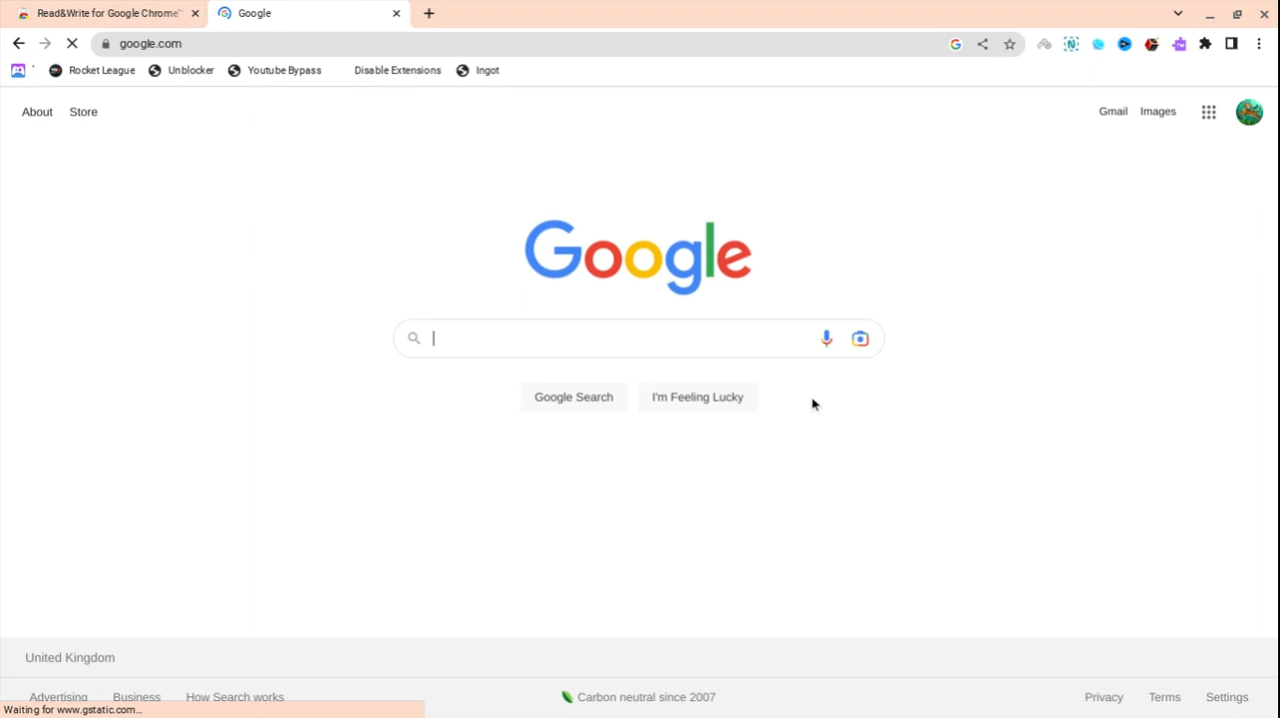 Read&Write for Google Chrome™
Google
google.com
Rocket League
Unblocker
Youtube Bypass
Disable Extensions
Ingot
About
Store
Gmail
Images
Google
Google Search
I'm Feeling Lucky
United Kingdom
Advertising
Business
How Search works
Carbon neutral since 2007
Privacy
Terms
Settings
Waiting for www.gstatic.com...